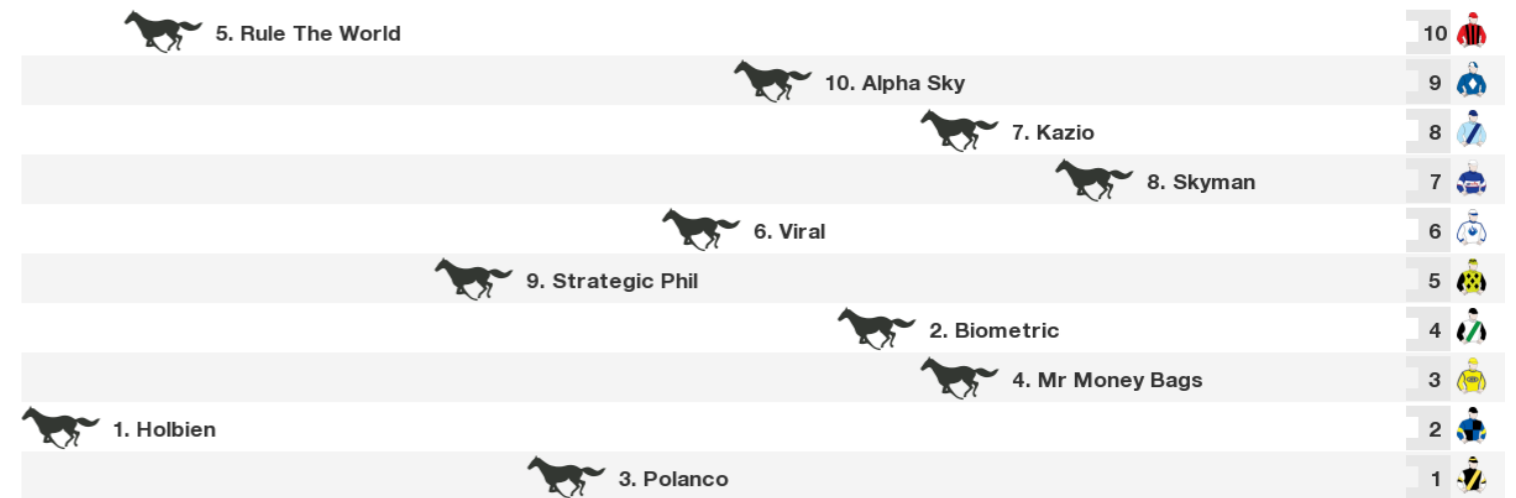 5. Rule The World 10
10. Alpha Sky 9
7. Kazio 8
8. Skyman 7
6. Viral 6
9. Strategic Phil 5
2. Biometric 4
4. Mr Money Bags 3
1. Holbien 2
3. Polanco 1